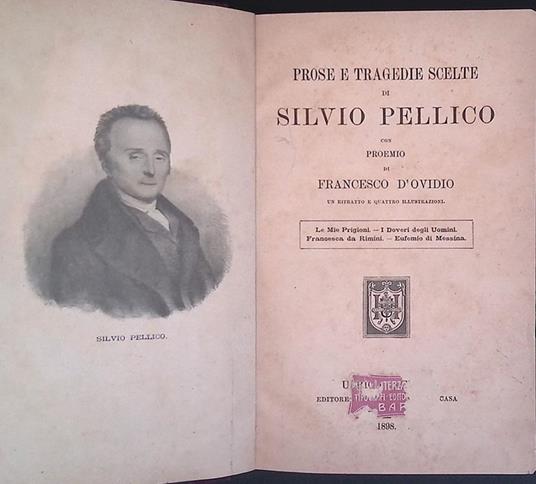 SILVIO PELLICO.
PROSE E TRAGEDIE SCELTE
DI
SILVIO PELLICO
CON
PROEMIO
DI
FRANCESCO D'OVIDIO
UN RITRATTO E QUATTRO ILLUSTRAZIONI.
Le Mie Prigioni. — I Doveri degli Uomini.
Francesca da Rimini. — Eufemio di Messina.
EDITORE
CASA
1898.